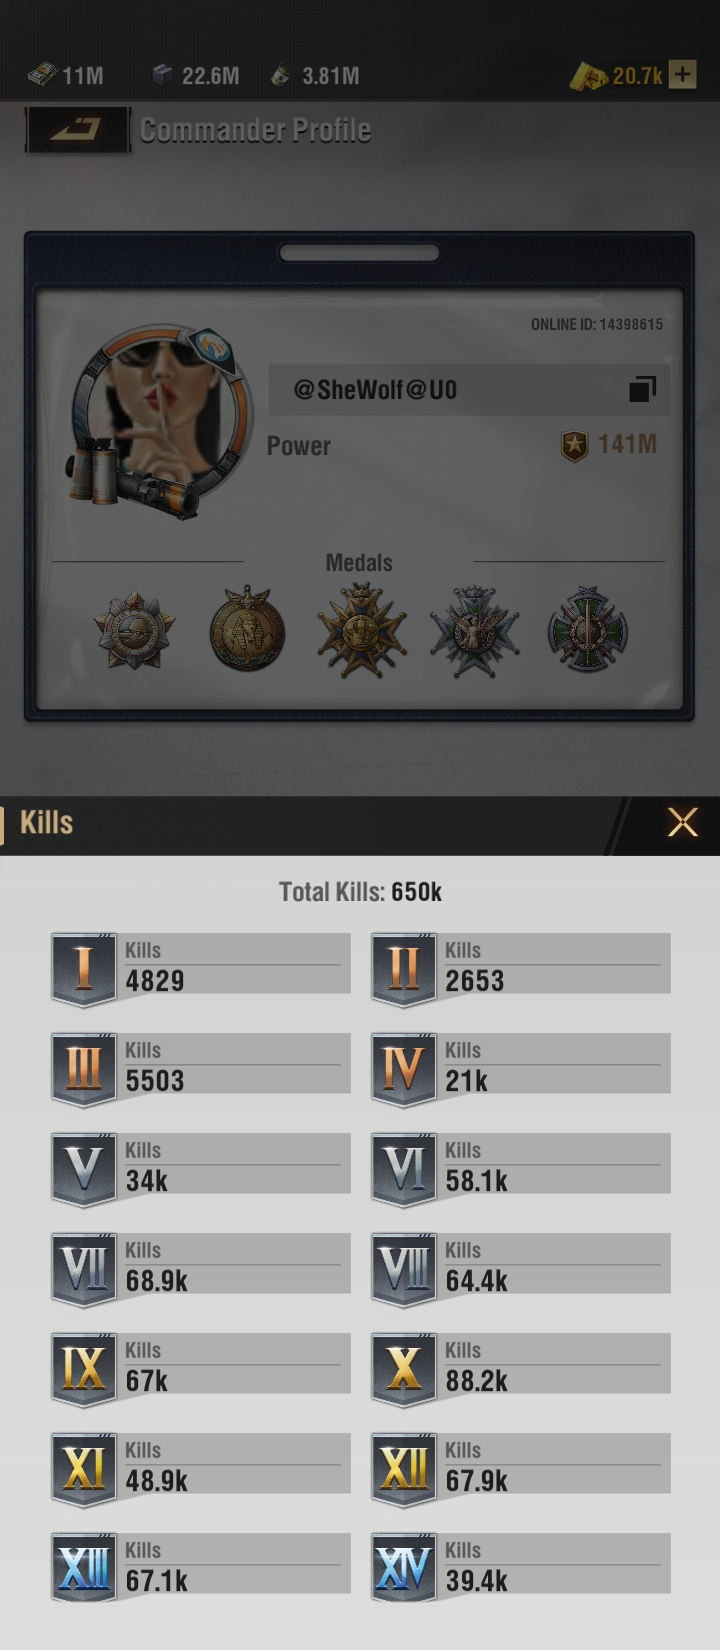 11M 22.6M 3.81M 20.7k +
Commander Profile
ONLINE ID: 14398615
@SheWolf@U0
Power 141M
Medals
Kills
Total Kills: 650k
I Kills 4829
II Kills 2653
III Kills 5503
IV Kills 21k
V Kills 34k
VI Kills 58.1k
VII Kills 68.9k
VIII Kills 64.4k
IX Kills 67k
X Kills 88.2k
XI Kills 48.9k
XII Kills 67.9k
XIII Kills 67.1k
XIV Kills 39.4k